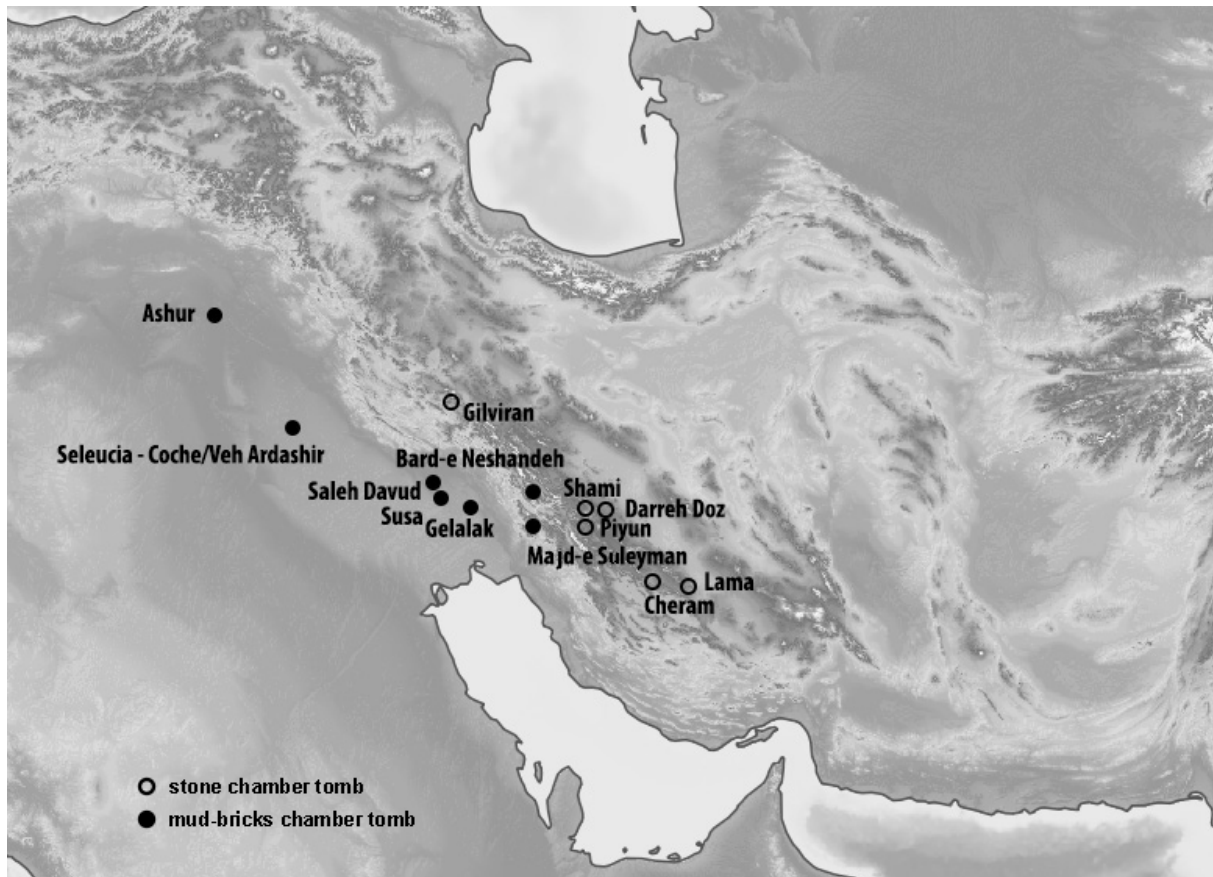 Ashur
Gilviran
Seleucia - Coche/Veh Ardashir
Bard-e Neshandeh
Saleh Davud
Shami
Susa
Gelalak
Darreh Doz
Piyun
Majd-e Suleyman
Lama
Cheram
stone chamber tomb
mud-bricks chamber tomb